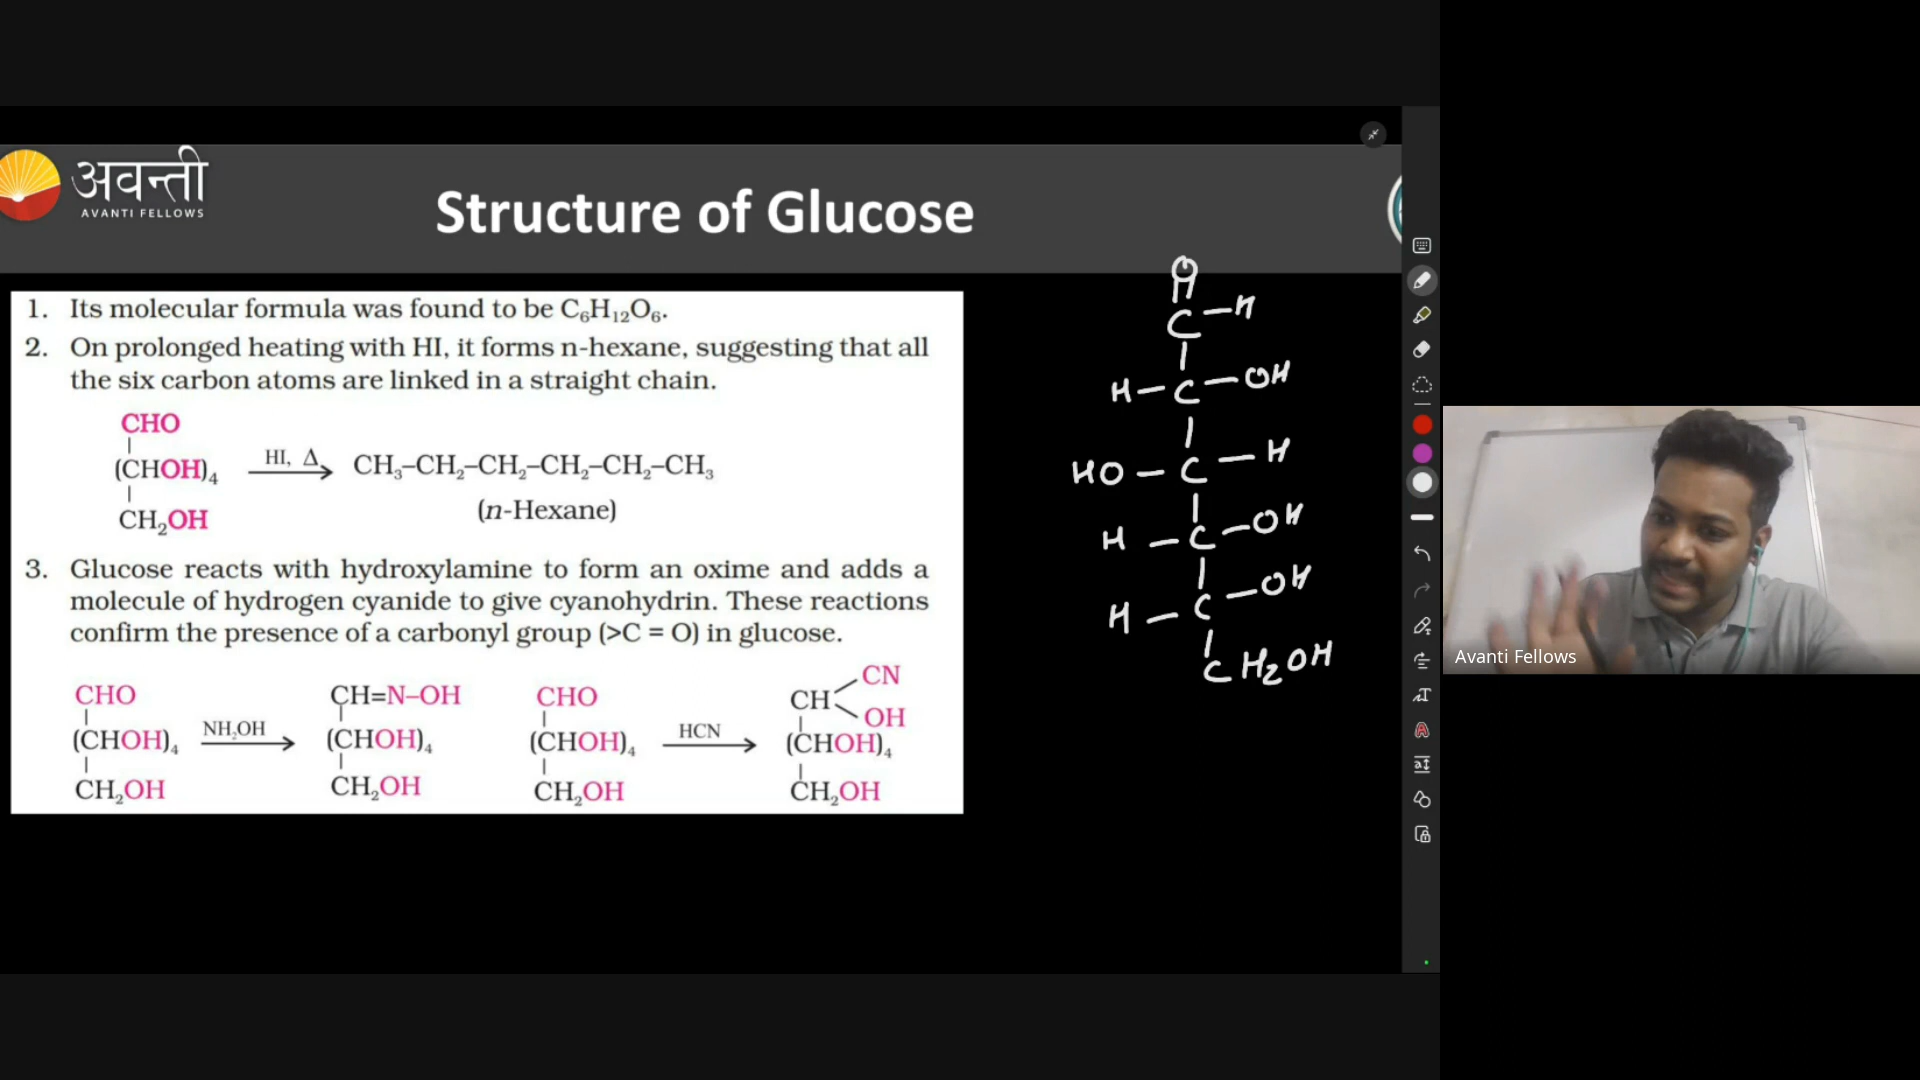 अवन्ती
AVANTI FELLOWS
Structure of Glucose
1. Its molecular formula was found to be C₆H₁₂O₆.
2. On prolonged heating with HI, it forms n-hexane, suggesting that all
the six carbon atoms are linked in a straight chain.
CHO
(CHOH)₄ HI, Δ CH₃–CH₂–CH₂–CH₂–CH₂–CH₃
CH₂OH
(n-Hexane)
3. Glucose reacts with hydroxylamine to form an oxime and adds a
molecule of hydrogen cyanide to give cyanohydrin. These reactions
confirm the presence of a carbonyl group (>C = O) in glucose.
CHO CH=N–OH CHO CH CN OH
(CHOH)₄ NH₂OH (CHOH)₄ (CHOH)₄ HCN (CHOH)₄
CH₂OH CH₂OH CH₂OH CH₂OH
O
C–H
H–C–OH
HO–C–H
H–C–OH
H–C–OH
CH₂OH
Avanti Fellows